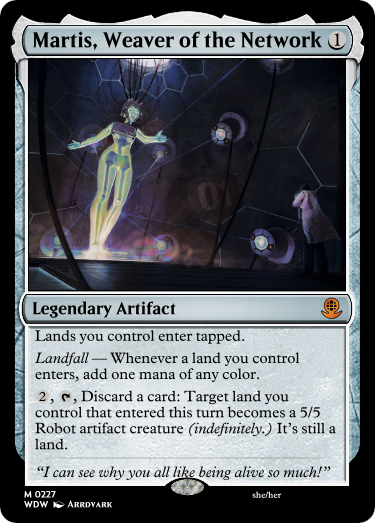 Martis, Weaver of the Network 1
Legendary Artifact
Lands you control enter tapped.
Landfall — Whenever a land you control
enters, add one mana of any color.
2, , Discard a card: Target land you
control that entered this turn becomes a 5/5
Robot artifact creature (indefinitely.) It's still a
land.
“I can see why you all like being alive so much!”
M 0227
she/her
WDW ARRDVARK